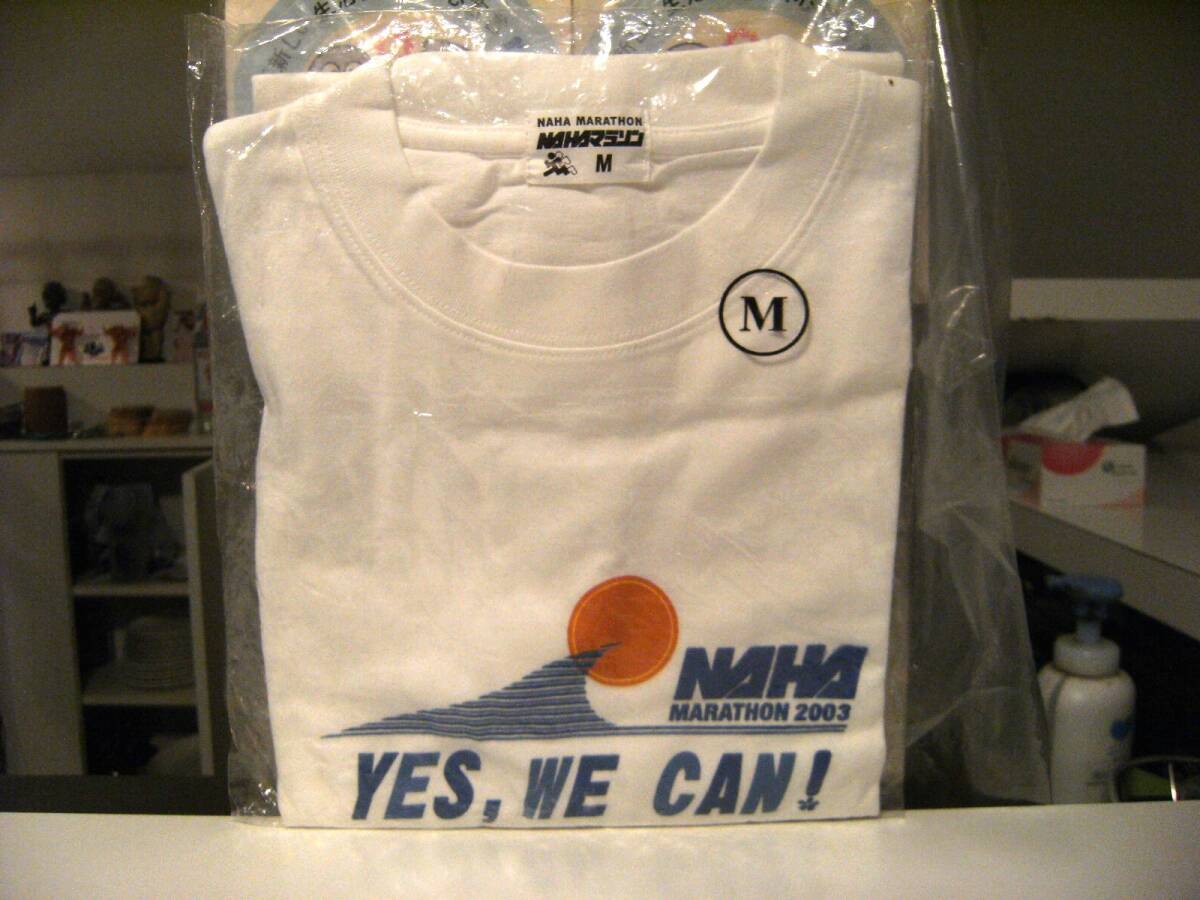 NAHA MARATHON
NAHAマラソン
M
M
NAHA
MARATHON 2003
YES, WE CAN!